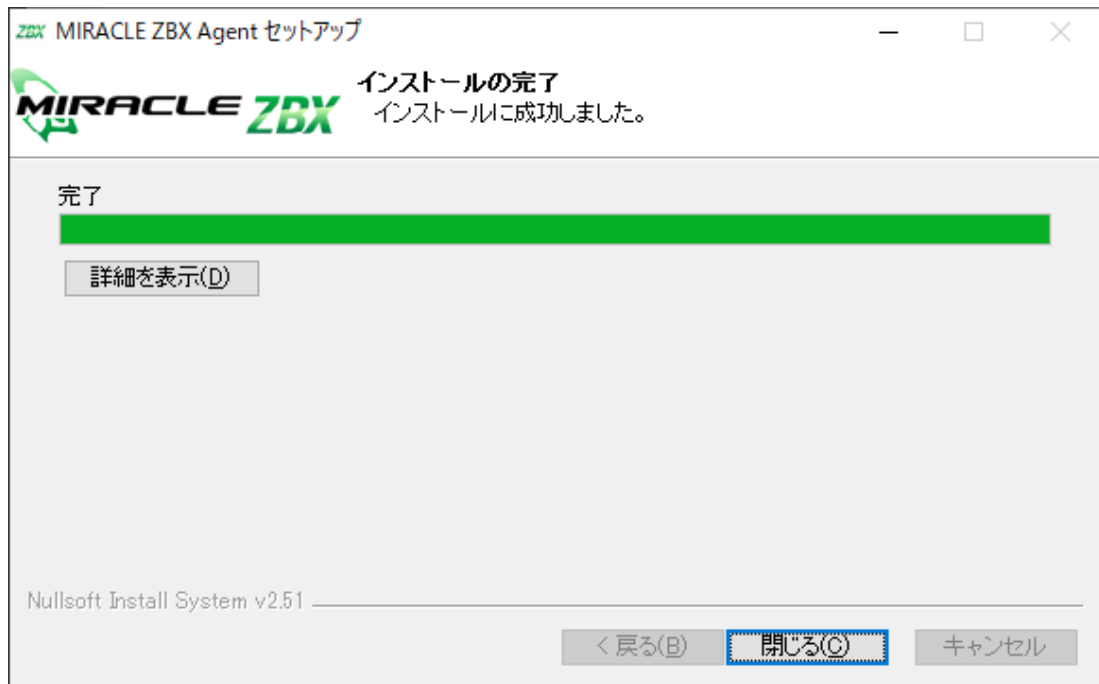 ZBX MIRACLE ZBX Agent セットアップ
MIRACLE ZBX
インストールの完了
インストールに成功しました。
完了
詳細を表示(D)
Nullsoft Install System v2.51
< 戻る(B)
閉じる(C)
キャンセル